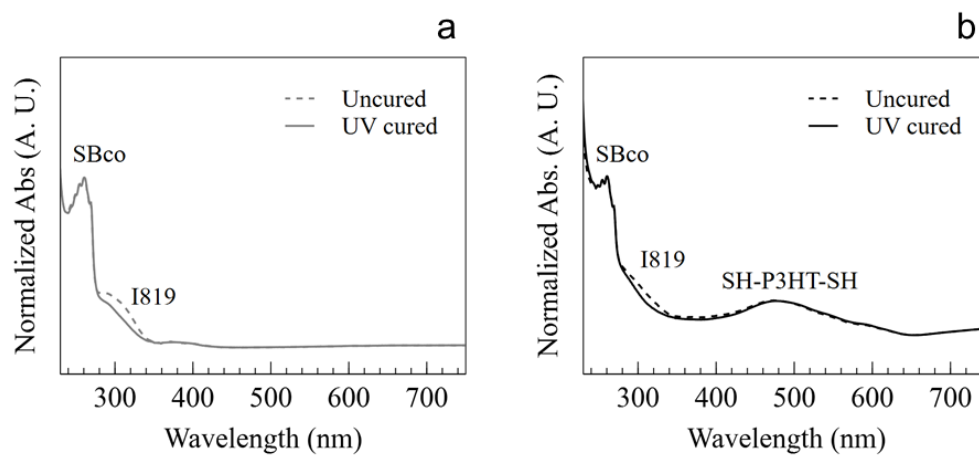 a
Normalized Abs (A. U.)
Uncured
UV cured
SBco
I819
300 400 500 600 700
Wavelength (nm)
b
Normalized Abs. (A. U.)
Uncured
UV cured
SBco
I819
SH-P3HT-SH
300 400 500 600 700
Wavelength (nm)